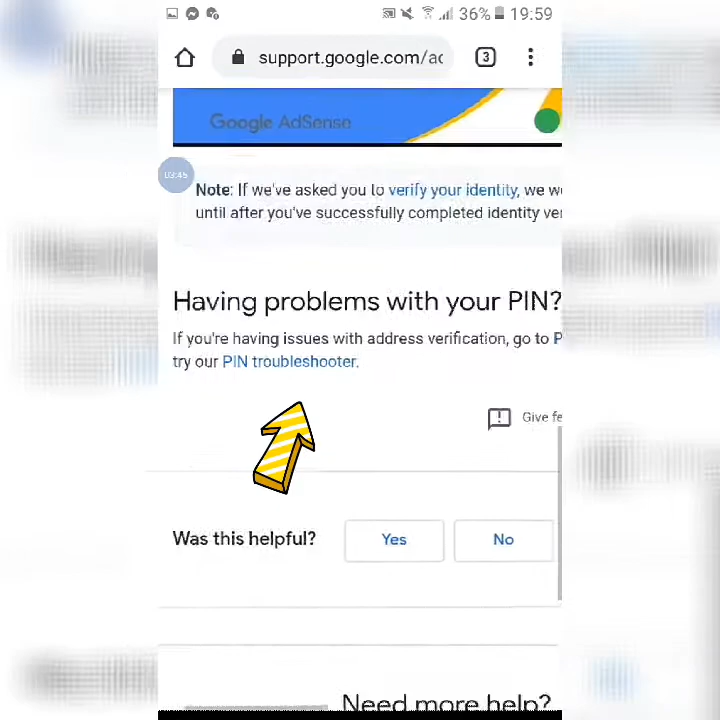 36% 19:59
support.google.com/ac
3
Google AdSense
03:45
Note: If we've asked you to verify your identity, we w
until after you've successfully completed identity ver
Having problems with your PIN?
If you're having issues with address verification, go to P
try our PIN troubleshooter.
Give fe
Was this helpful?
Yes
No
Need more help?